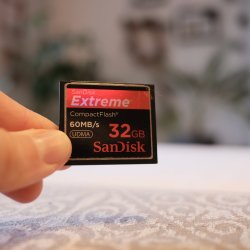 SanDisk
Extreme
CompactFlash®
60MB/s
UDMA 32GB
SanDisk